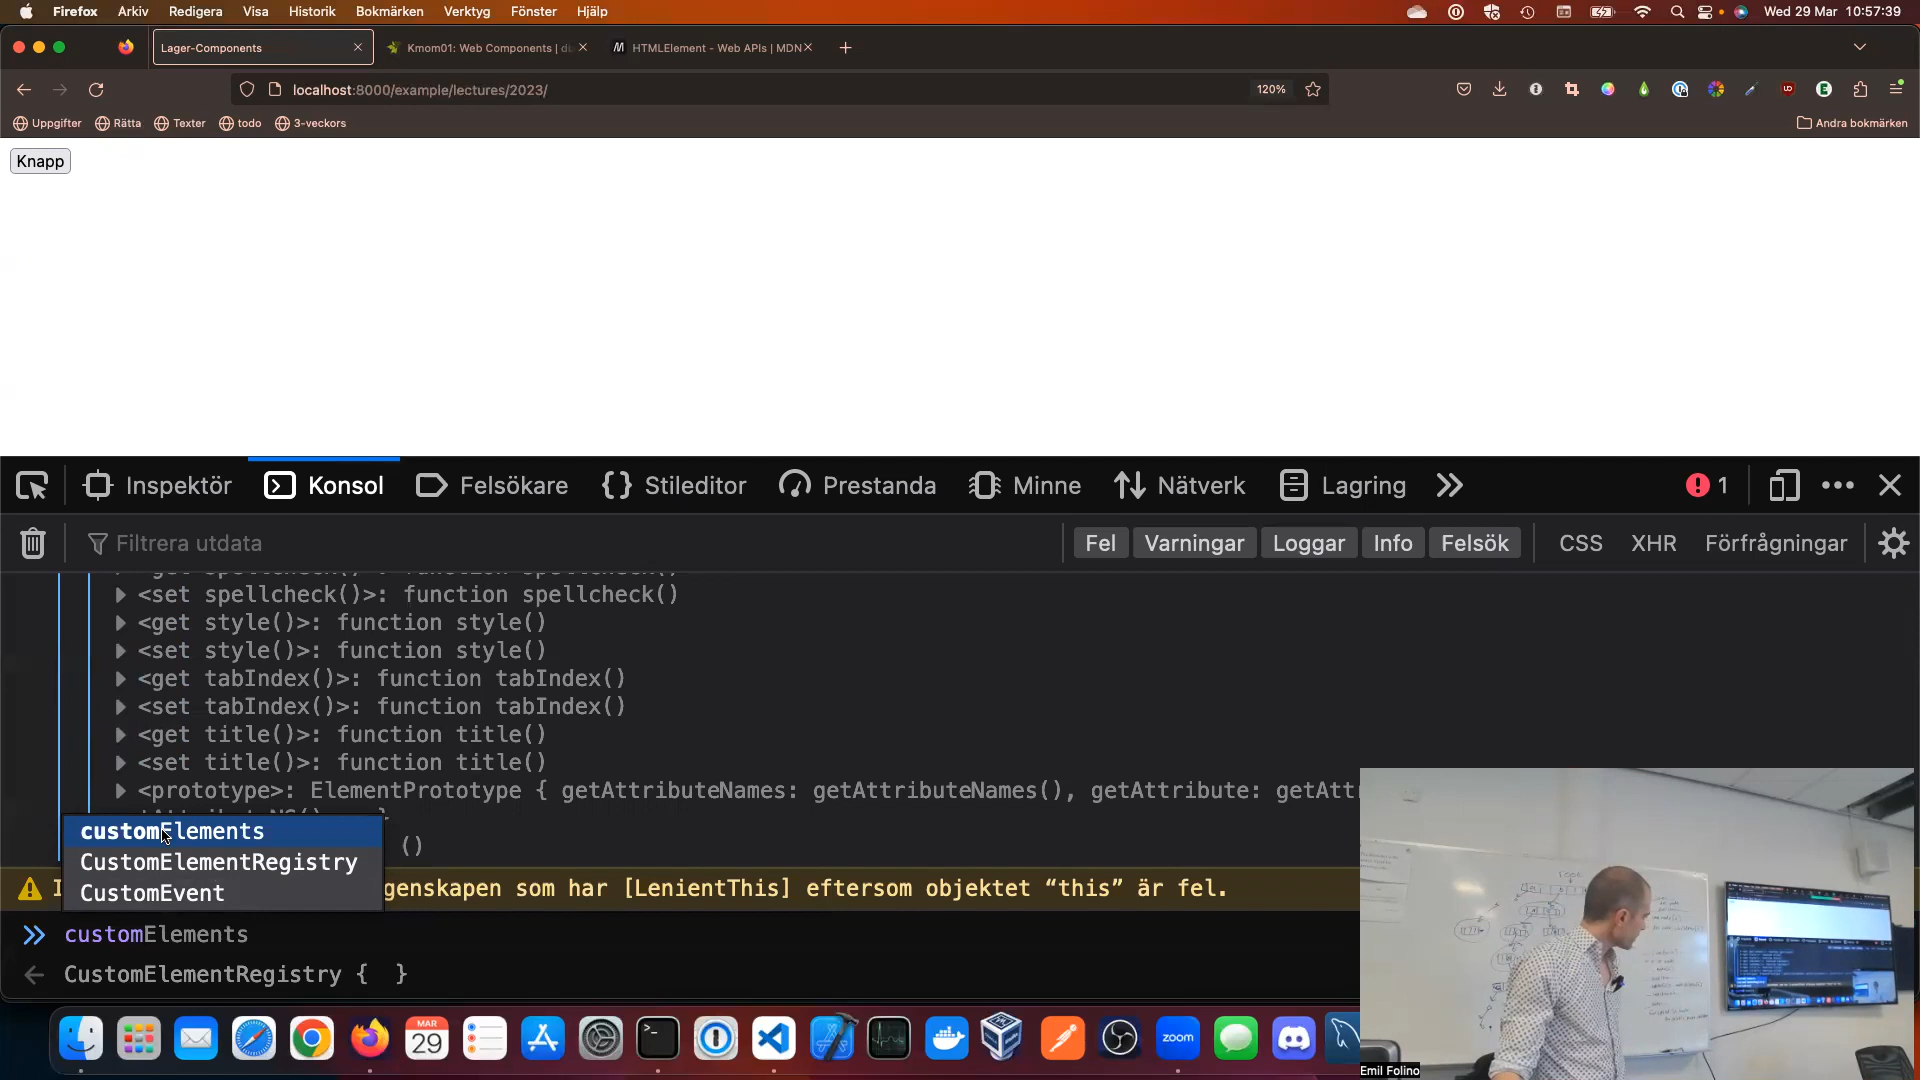 Firefox Arkiv Redigera Visa Historik Bokmärken Verktyg Fönster Hjälp Wed 29 Mar 10:57:39
Lager-Components Kmom01: Web Components | HTMLElement - Web APIs | MDN
localhost:8000/example/lectures/2023/ 120%
Uppgifter Rätta Texter todo 3-veckors Andra bokmärken
Knapp
Inspektör Konsol Felsökare Stileditor Prestanda Minne Nätverk Lagring 1
Filtrera utdata Fel Varningar Loggar Info Felsök CSS XHR Förfrågningar
<set spellcheck()>: function spellcheck()
<get style()>: function style()
<set style()>: function style()
<get tabIndex()>: function tabIndex()
<set tabIndex()>: function tabIndex()
<get title()>: function title()
<set title()>: function title()
<prototype>: ElementPrototype { getAttributeNames: getAttributeNames(), getAttribute: getAttr
customElements
()
CustomElementRegistry
genskapen som har [LenientThis] eftersom objektet “this” är fel.
CustomEvent
customElements
CustomElementRegistry { }
MAR
29
zoom
Emil Folino